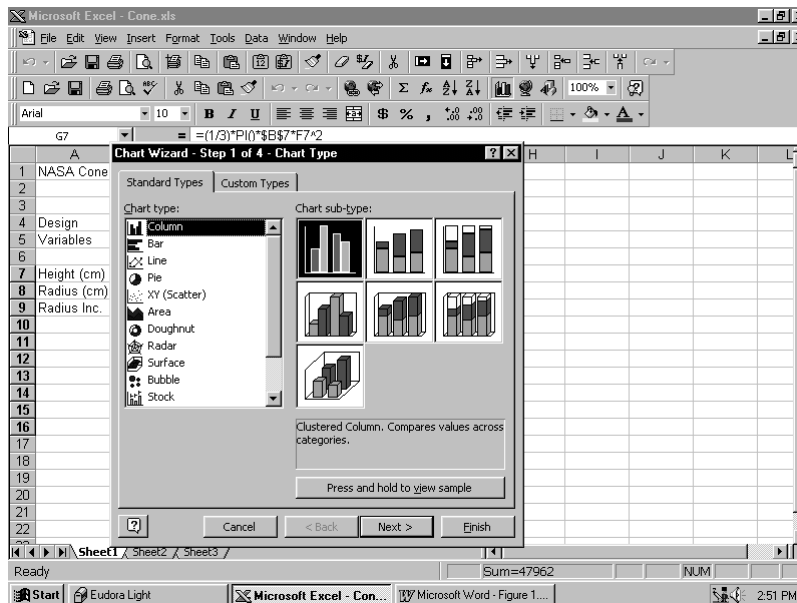 Microsoft Excel - Cone.xls
File Edit View Insert Format Tools Data Window Help
100%
Arial 10 B I U $ % ,
G7 = =(1/3)*PI()*$B$7*F7^2
A H I J K L
1 NASA Cone
2
3
4 Design
5 Variables
6
7 Height (cm)
8 Radius (cm)
9 Radius Inc.
10
11
12
13
14
15
16
17
18
19
20
21
22
Chart Wizard - Step 1 of 4 - Chart Type
Standard Types Custom Types
Chart type: Chart sub-type:
Column
Bar
Line
Pie
XY (Scatter)
Area
Doughnut
Radar
Surface
Bubble
Stock
Clustered Column. Compares values across
categories.
Press and hold to view sample
Cancel < Back Next > Finish
Sheet1 Sheet2 Sheet3
Ready Sum=47962 NUM
Start Eudora Light Microsoft Excel - Con... Microsoft Word - Figure 1.... 2:51 PM